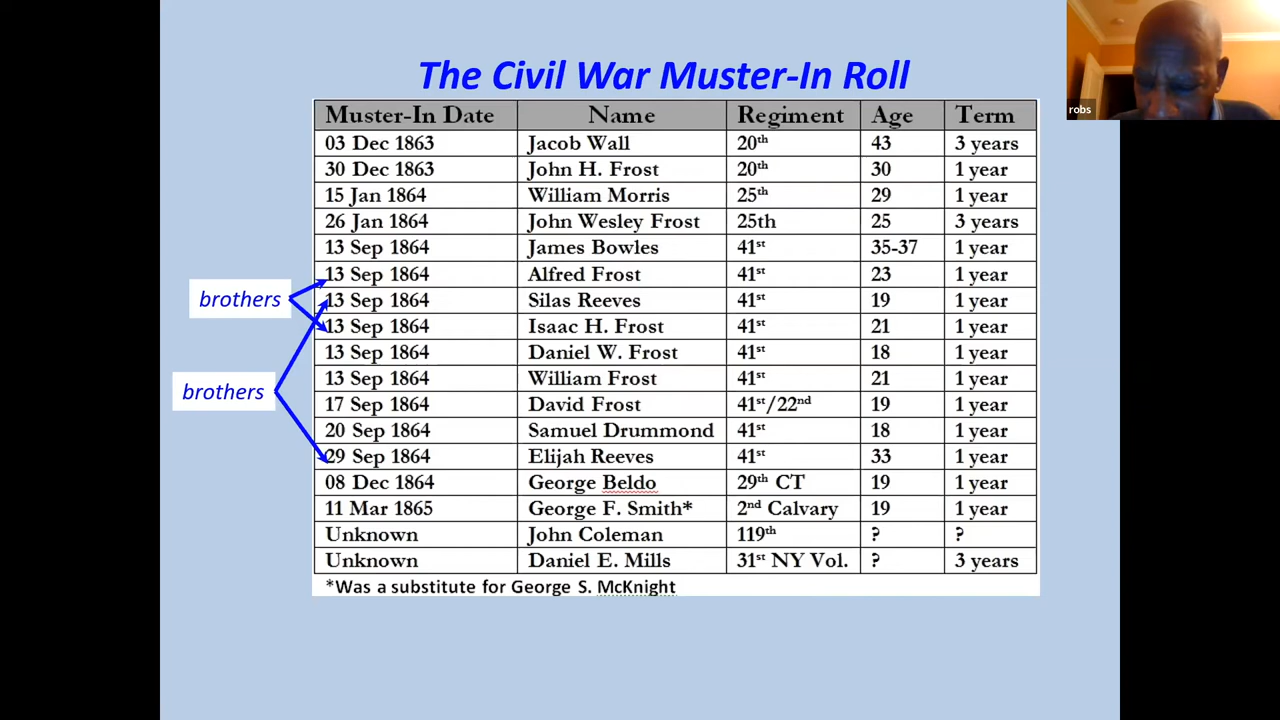 The Civil War Muster-In Roll
robs
Muster-In Date Name Regiment Age Term
03 Dec 1863 Jacob Wall 20th 43 3 years
30 Dec 1863 John H. Frost 20th 30 1 year
15 Jan 1864 William Morris 25th 29 1 year
26 Jan 1864 John Wesley Frost 25th 25 3 years
13 Sep 1864 James Bowles 41st 35-37 1 year
13 Sep 1864 Alfred Frost 41st 23 1 year
brothers
13 Sep 1864 Silas Reeves 41st 19 1 year
13 Sep 1864 Isaac H. Frost 41st 21 1 year
13 Sep 1864 Daniel W. Frost 41st 18 1 year
13 Sep 1864 William Frost 41st 21 1 year
brothers
17 Sep 1864 David Frost 41st/22nd 19 1 year
20 Sep 1864 Samuel Drummond 41st 18 1 year
29 Sep 1864 Elijah Reeves 41st 33 1 year
08 Dec 1864 George Beldo 29th CT 19 1 year
11 Mar 1865 George F. Smith* 2nd Calvary 19 1 year
Unknown John Coleman 119th ? ?
Unknown Daniel E. Mills 31st NY Vol. ? 3 years
*Was a substitute for George S. McKnight